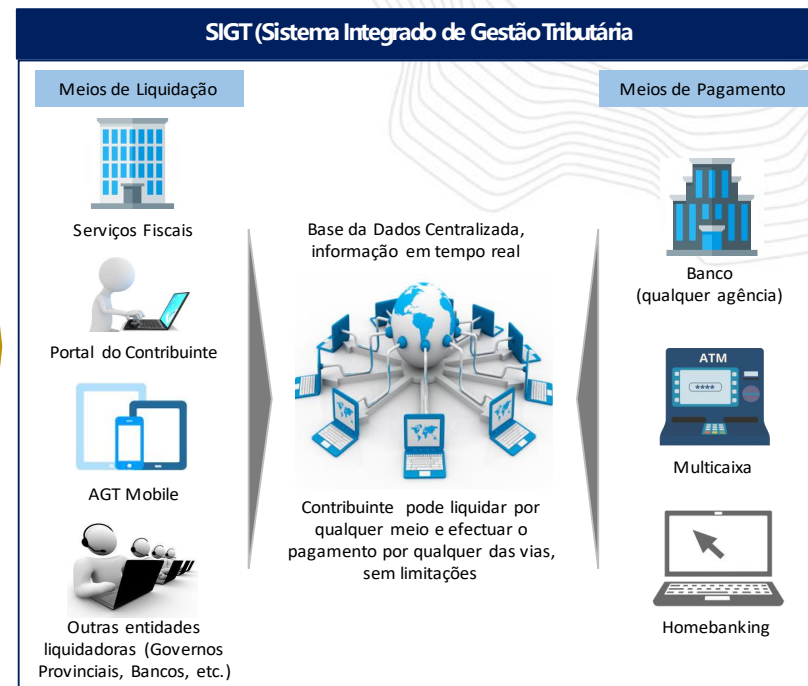 SIGT (Sistema Integrado de Gestão Tributária
Meios de Liquidação
Serviços Fiscais
Portal do Contribuinte
AGT Mobile
Outras entidades
liquidadoras (Governos
Provinciais, Bancos, etc.)
Base da Dados Centralizada,
informação em tempo real
Contribuinte pode liquidar por
qualquer meio e efectuar o
pagamento por qualquer das vias,
sem limitações
Meios de Pagamento
Banco
(qualquer agência)
ATM
****
Multicaixa
Homebanking